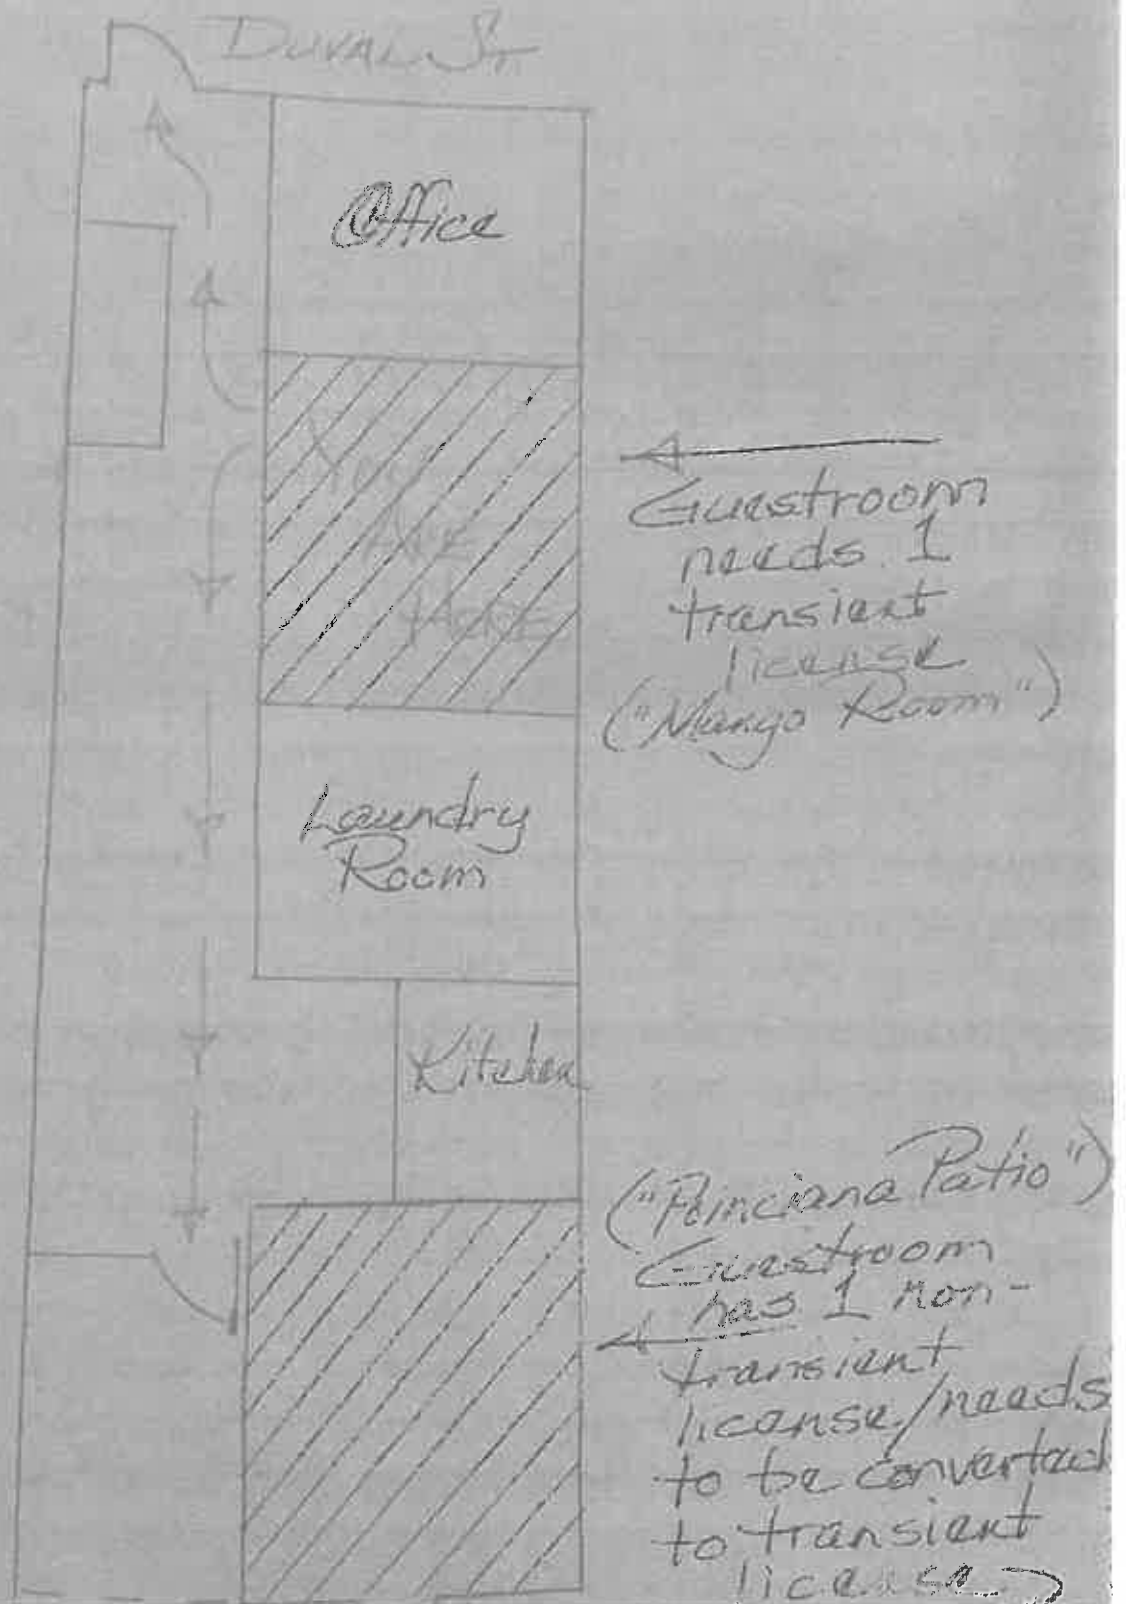 DUVAL ST
Office
You
ARE
HERE
Guestroom
needs 1
transient
license
("Mango Room")
Laundry
Room
Kitchen
("Poinciana Patio")
Guestroom
has 1 non-
transient
license/needs
to be converted
to transient
license